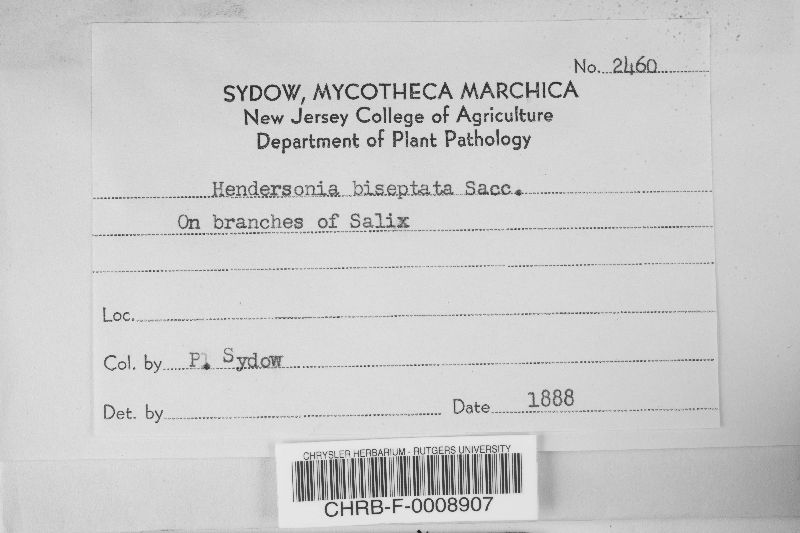 No. 2460
SYDOW, MYCOTHECA MARCHICA
New Jersey College of Agriculture
Department of Plant Pathology
Hendersonia biseptata Sacc.
On branches of Salix
Loc.
Col. by P. Sydow
Det. by
Date 1888
CHRYSLER HERBARIUM - RUTGERS UNIVERSITY
CHRB-F-0008907